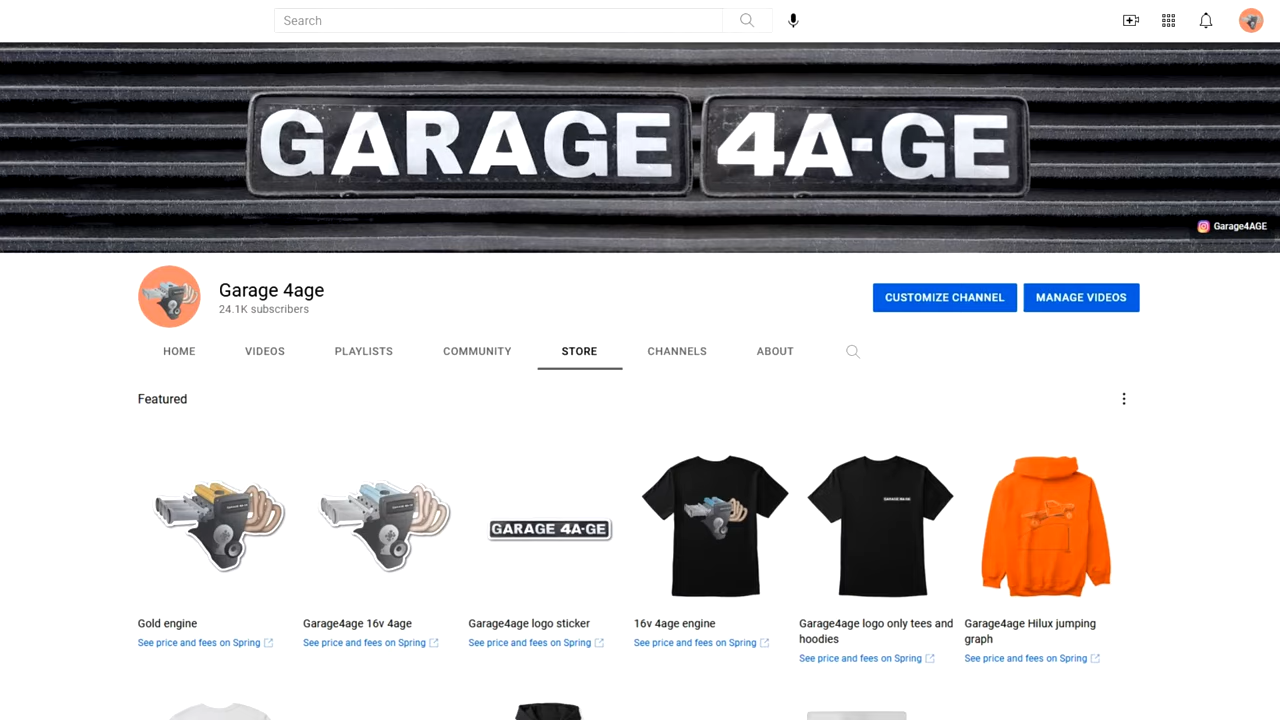 Search
GARAGE 4A-GE
Garage4AGE
Garage 4age
24.1K subscribers
CUSTOMIZE CHANNEL MANAGE VIDEOS
HOME VIDEOS PLAYLISTS COMMUNITY STORE CHANNELS ABOUT
Featured
GARAGE 4A-GE
GARAGE 4A-GE
Gold engine
See price and fees on Spring
Garage4age 16v 4age
See price and fees on Spring
Garage4age logo sticker
See price and fees on Spring
16v 4age engine
See price and fees on Spring
Garage4age logo only tees and
hoodies
See price and fees on Spring
Garage4age Hilux jumping
graph
See price and fees on Spring